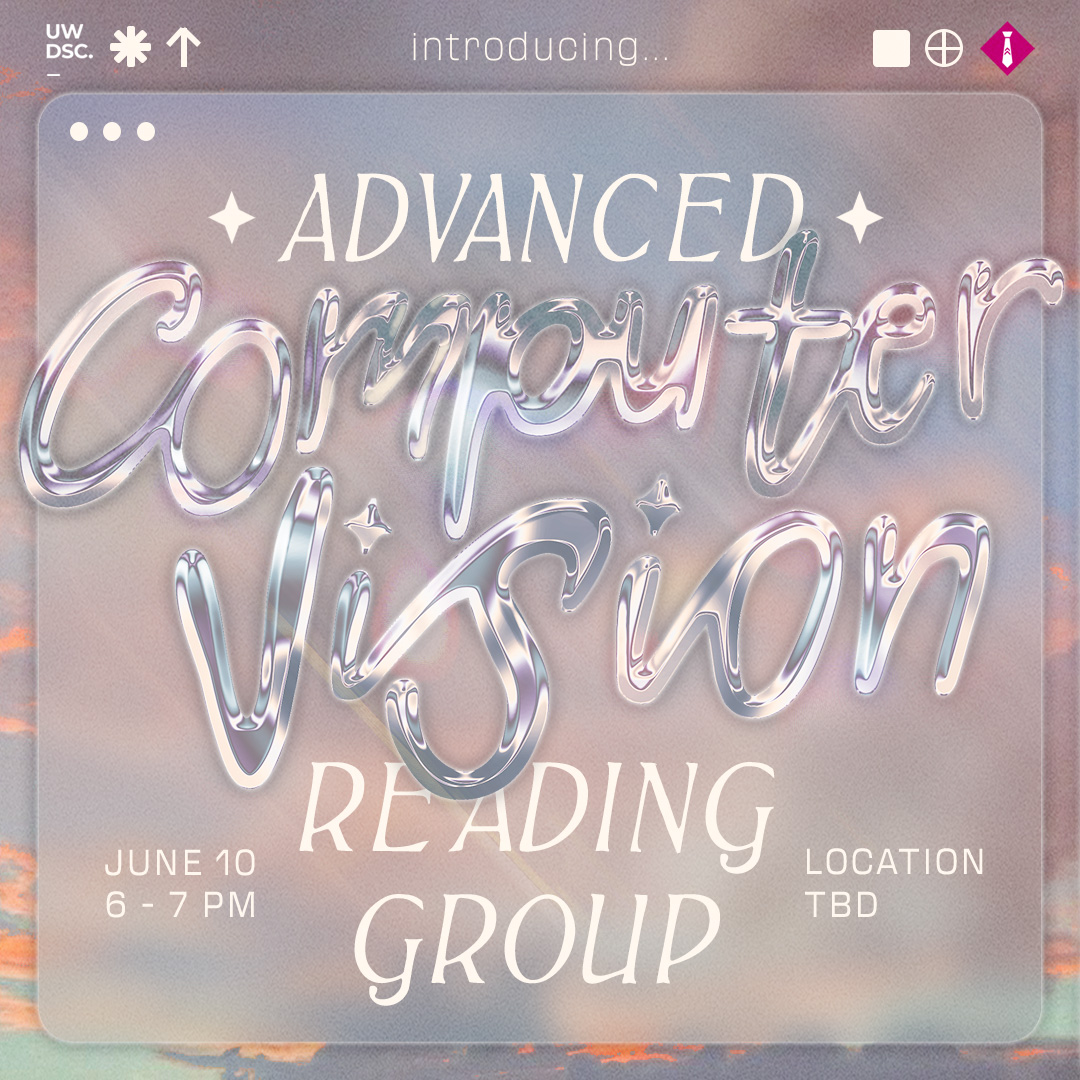 UW
DSC.
introducing...
ADVANCED
Computer
Vision
READING
GROUP
JUNE 10
6 - 7 PM
LOCATION
TBD